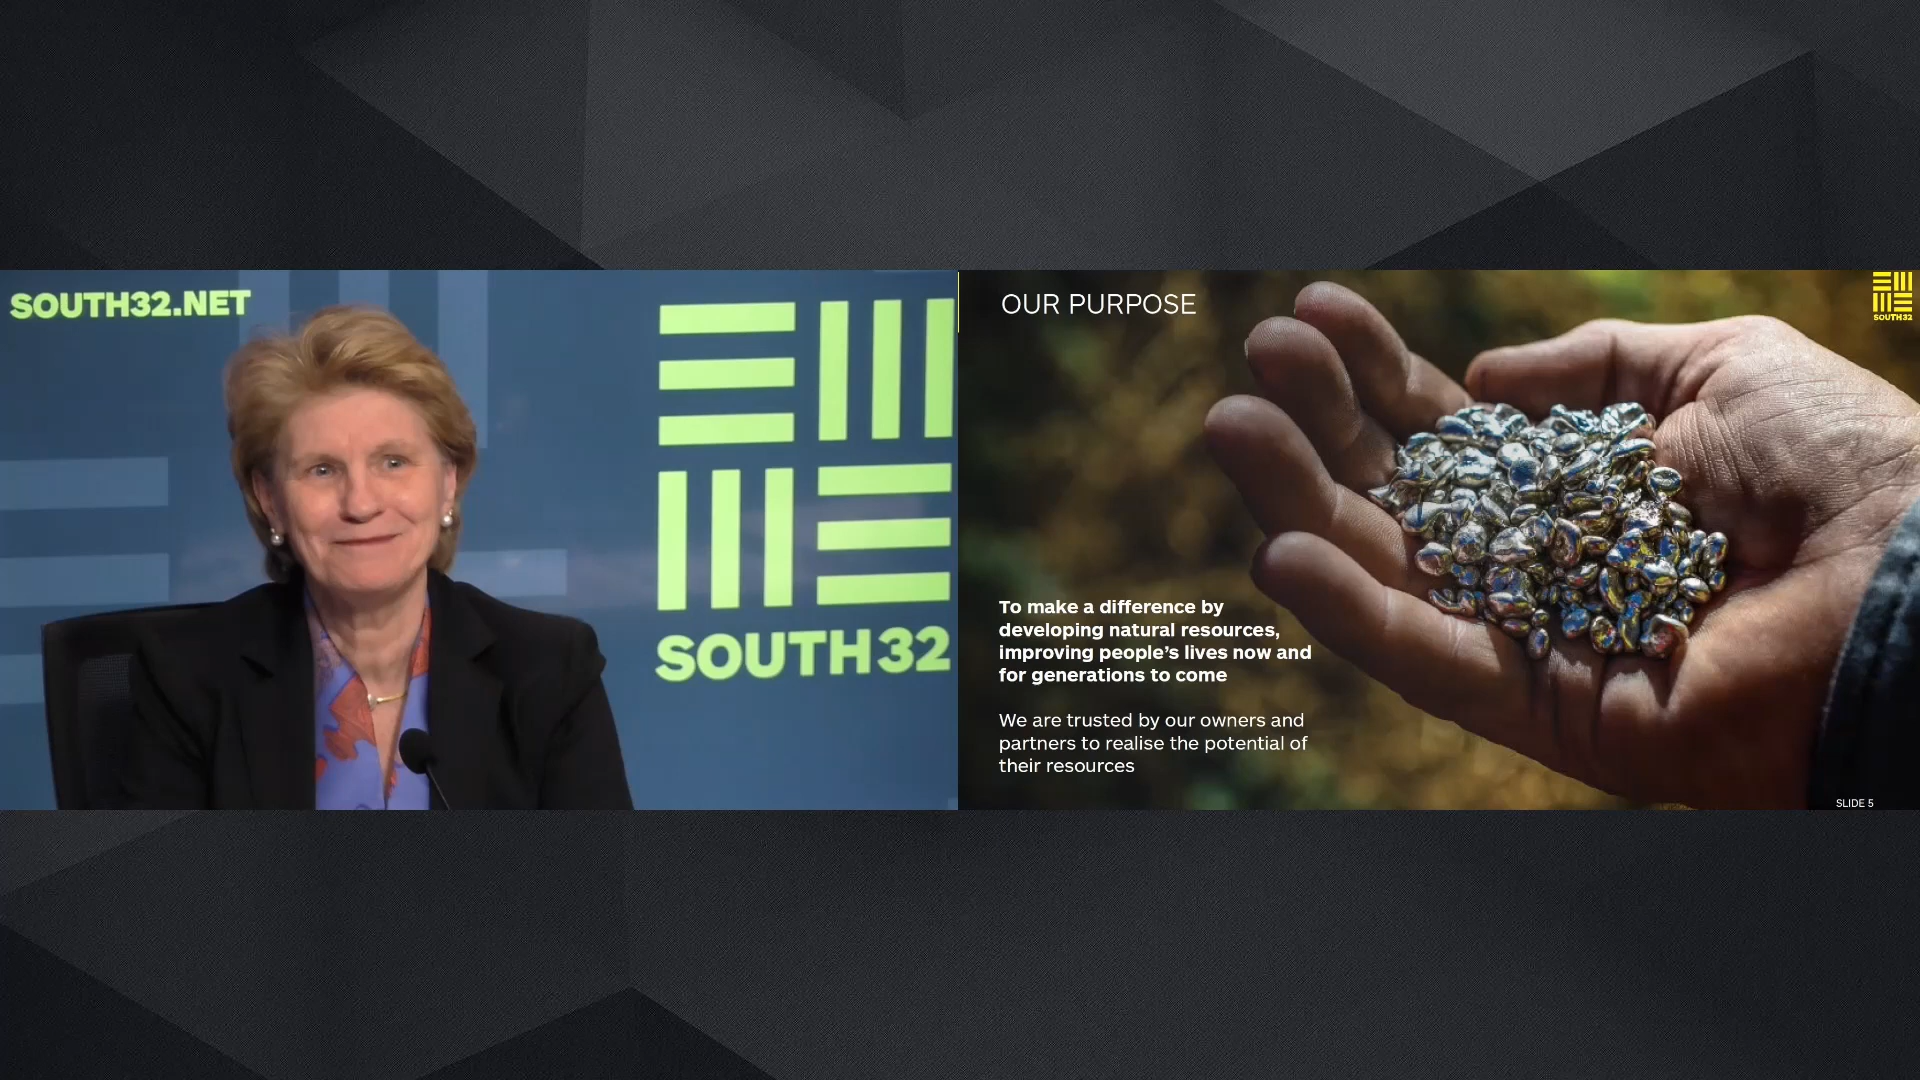 SOUTH32.NET
SOUTH32
OUR PURPOSE
SOUTH32
To make a difference by
developing natural resources,
improving people’s lives now and
for generations to come
We are trusted by our owners and
partners to realise the potential of
their resources
SLIDE 5